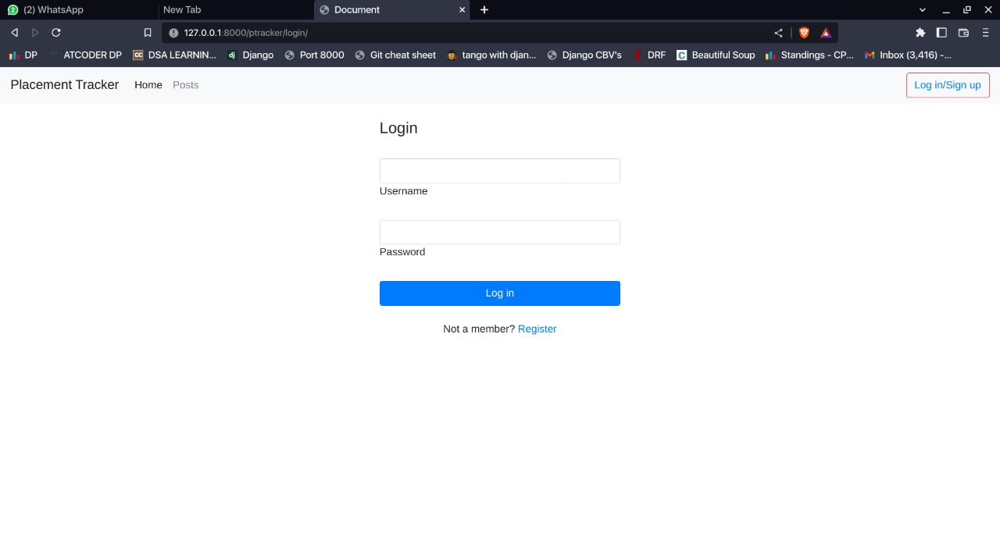 (2) WhatsApp New Tab Document
127.0.0.1:8000/ptracker/login/
DP ATCODER DP DSA LEARNIN... Django Port 8000 Git cheat sheet tango with djan... Django CBV's DRF Beautiful Soup Standings - CP... Inbox (3,416) -...
Placement Tracker Home Posts Log in/Sign up
Login
Username
Password
Log in
Not a member? Register